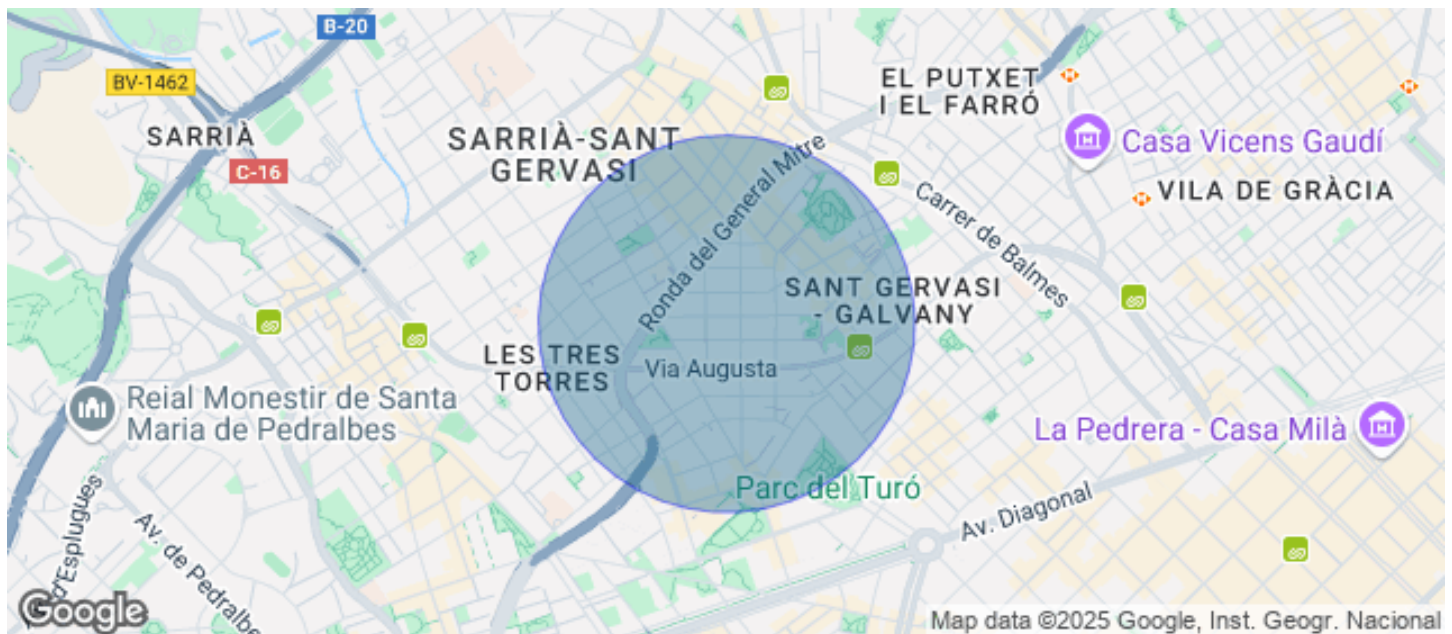 B-20
BV-1462
SARRIÀ
C-16
SARRIÀ-SANT
GERVASI
EL PUTXET
I EL FARRÓ
Casa Vicens Gaudí
VILA DE GRÀCIA
Ronda del General Mitre
Carrer de Balmes
SANT GERVASI
- GALVANY
LES TRES
TORRES
Via Augusta
Reial Monestir de Santa
Maria de Pedralbes
La Pedrera - Casa Milà
Parc del Turó
Av. Diagonal
d'Esplugues
Av. de Pedralbe
Google
Map data ©2025 Google, Inst. Geogr. Nacional